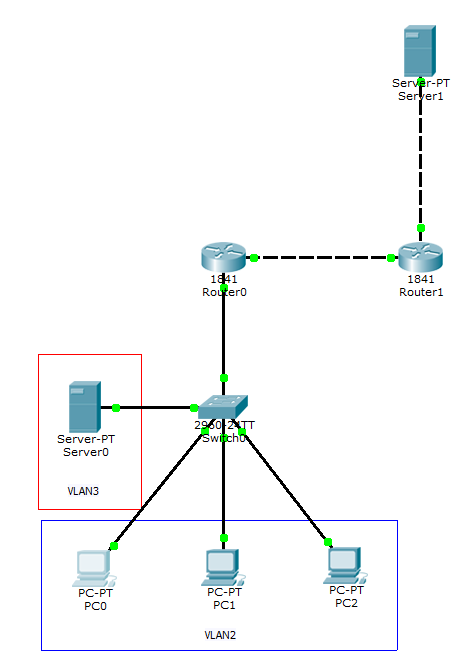 Server-PT
Server1
1841
Router0
1841
Router1
2960-24TT
Switch0
Server-PT
Server0
VLAN3
PC-PT
PC0
PC-PT
PC1
PC-PT
PC2
VLAN2